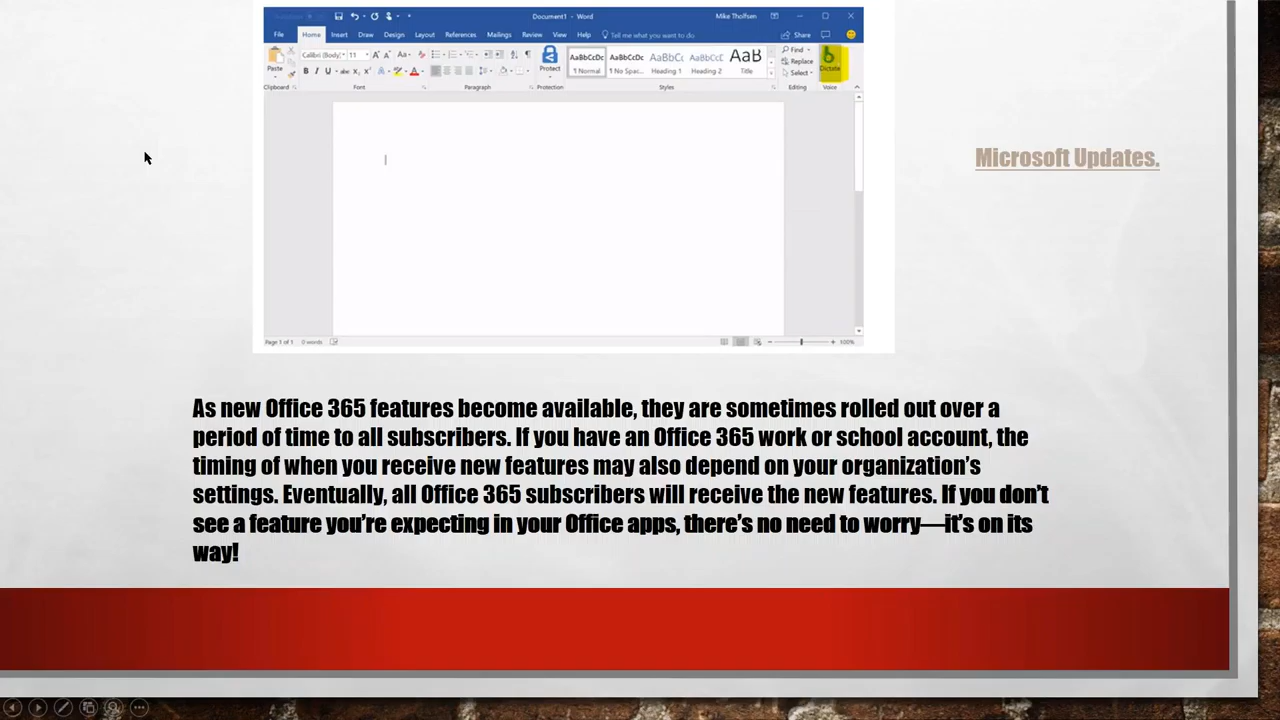 Document1 - Word
Mike Tholfsen
File Home Insert Draw Design Layout References Mailings Review View Help Tell me what you want to do Share
Calibri (Body) 11
Paste
Protect
AaBbCcDc AaBbCcDc AaBbCc AaBbCcD AaB
¶ Normal ¶ No Spac... Heading 1 Heading 2 Title
Find
Replace
Select
Dictate
Clipboard Font Paragraph Protection Styles Editing Voice
Page 1 of 1 0 words 100%
Microsoft Updates.
As new Office 365 features become available, they are sometimes rolled out over a
period of time to all subscribers. If you have an Office 365 work or school account, the
timing of when you receive new features may also depend on your organization’s
settings. Eventually, all Office 365 subscribers will receive the new features. If you don’t
see a feature you’re expecting in your Office apps, there’s no need to worry—it’s on its
way!